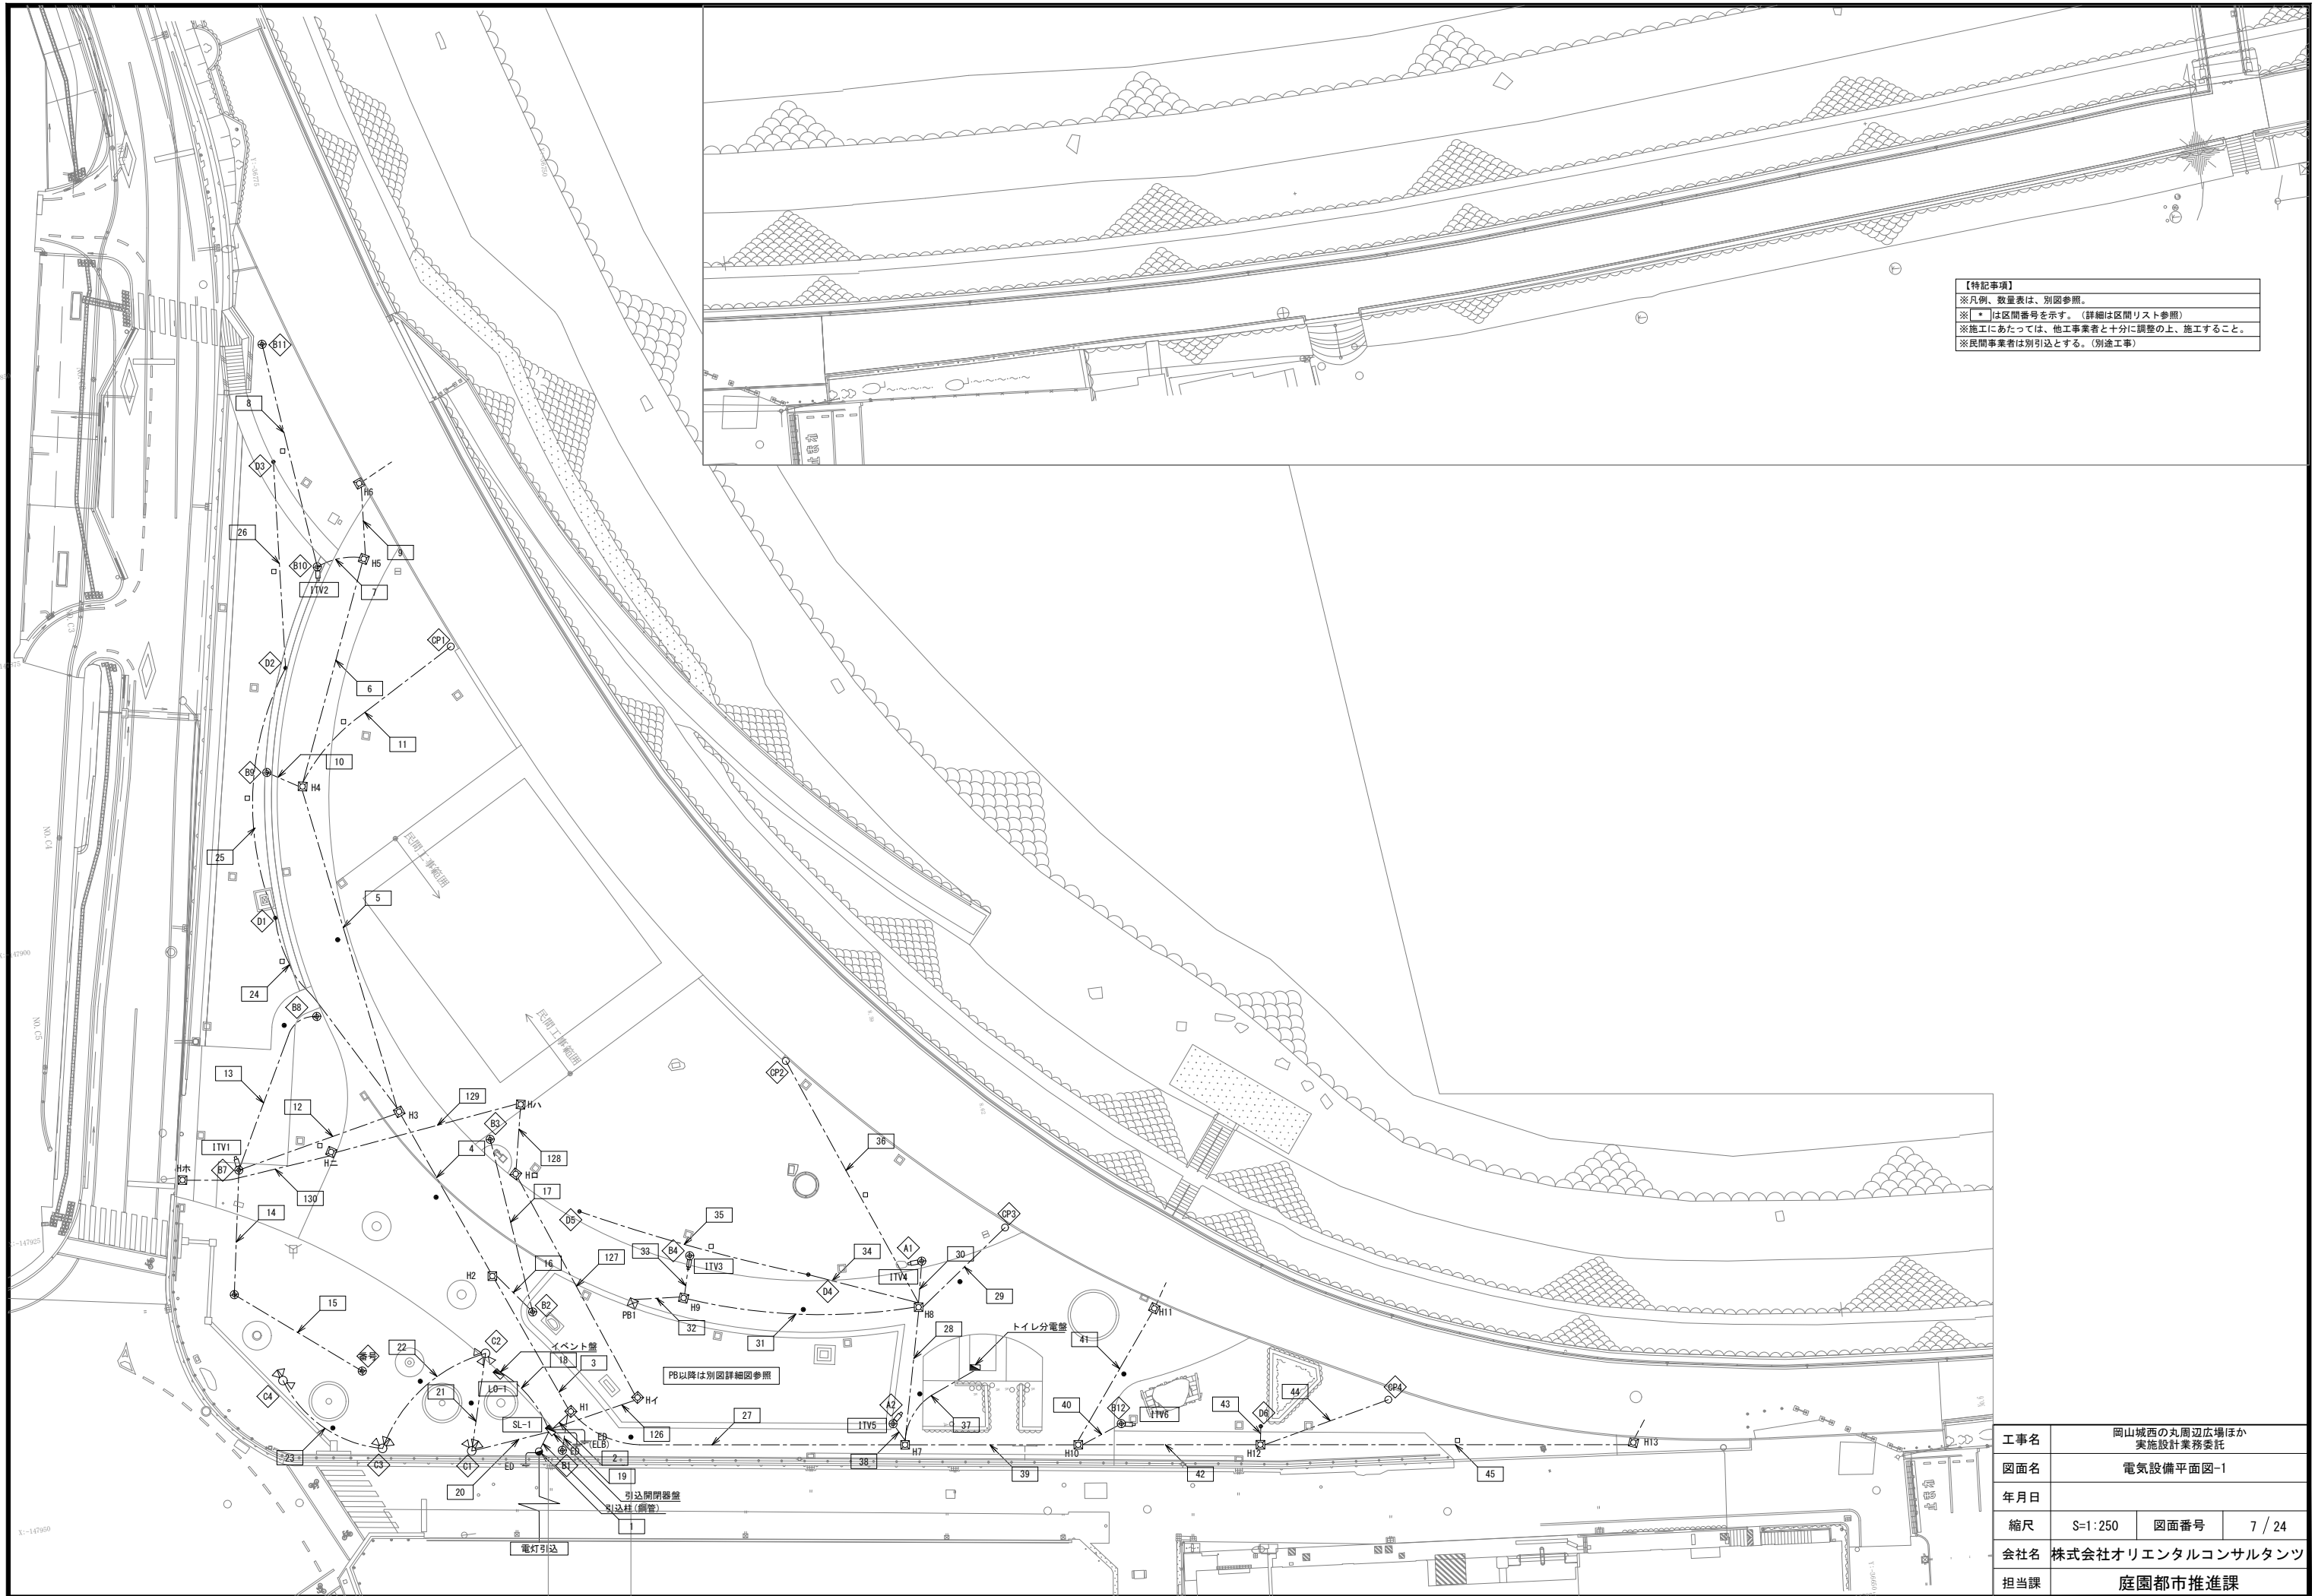 【特記事項】
※凡例、数量表は、別図参照。
※ * は区間番号を示す。（詳細は区間リスト参照）
※施工にあたっては、他工事業者と十分に調整の上、施工すること。
※民間事業者は別引込とする。（別途工事）
B11
8
D3
H6
26
9
B10
H5
ITV2
7
CP1
D2
6
11
10
B9
H4
25
民間工事範囲
5
D1
24
B8
民間工事範囲
CP2
13
12
129
H3
Hハ
B3
4
128
36
ITV1
Hホ
B7
Hニ
Hロ
130
17
14
D5
35
CP3
33
B4
ITV3
34
A1
30
127
ITV4
H2
16
D4
29
15
B2
PB1
H9
H8
H11
32
31
28
トイレ分電盤
41
22
C2
イベント盤
番号
18
3
PB以降は別図詳細図参照
C4
21
LO-1
Hイ
A2
44
CP4
H1
43
B12
SL-1
27
ITV5
37
40
ITV6
D6
126
ED
(ELB)
ED
H7
H10
H12
H13
23
C3
C1
ED
B1
2
38
39
42
45
20
19
引込開閉器盤
引込柱(鋼管)
1
電灯引込
NO.C3
NO.C4
NO.C5
X:-147900
X:-147925
X:-147950
工事名 岡山城西の丸周辺広場ほか
実施設計業務委託
図面名 電気設備平面図-1
年月日
縮尺 S=1:250 図面番号 7 / 24
会社名 株式会社オリエンタルコンサルタンツ
担当課 庭園都市推進課